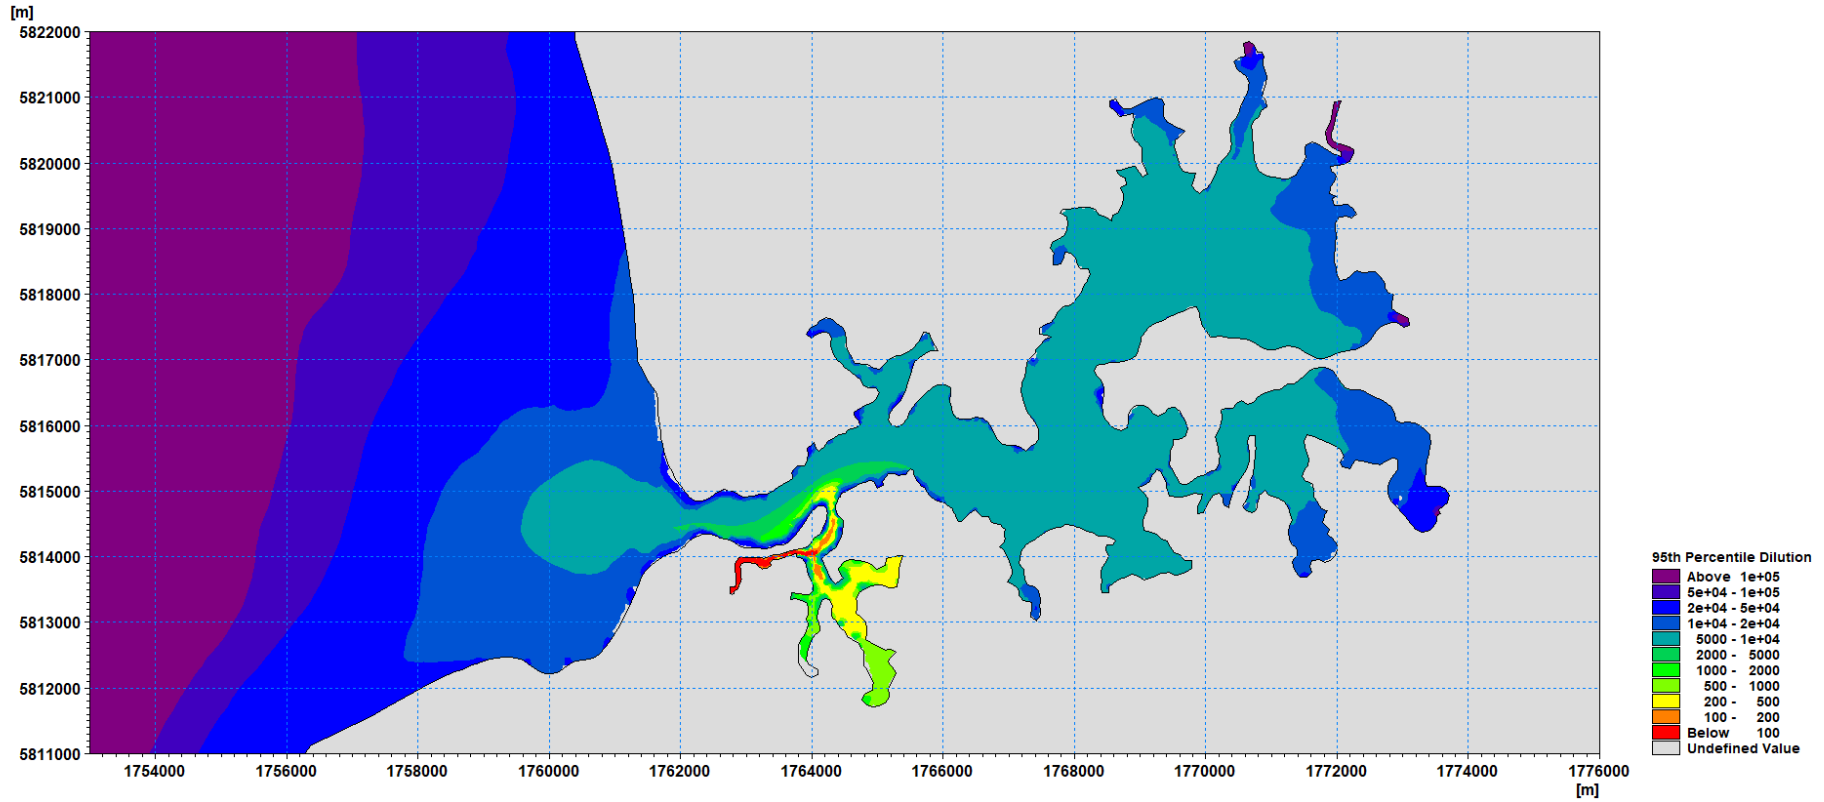 [m]
5822000
5821000
5820000
5819000
5818000
5817000
5816000
5815000
5814000
5813000
5812000
5811000
1754000 1756000 1758000 1760000 1762000 1764000 1766000 1768000 1770000 1772000 1774000 1776000
[m]
95th Percentile Dilution
Above 1e+05
5e+04 - 1e+05
2e+04 - 5e+04
1e+04 - 2e+04
5000 - 1e+04
2000 - 5000
1000 - 2000
500 - 1000
200 - 500
100 - 200
Below 100
Undefined Value